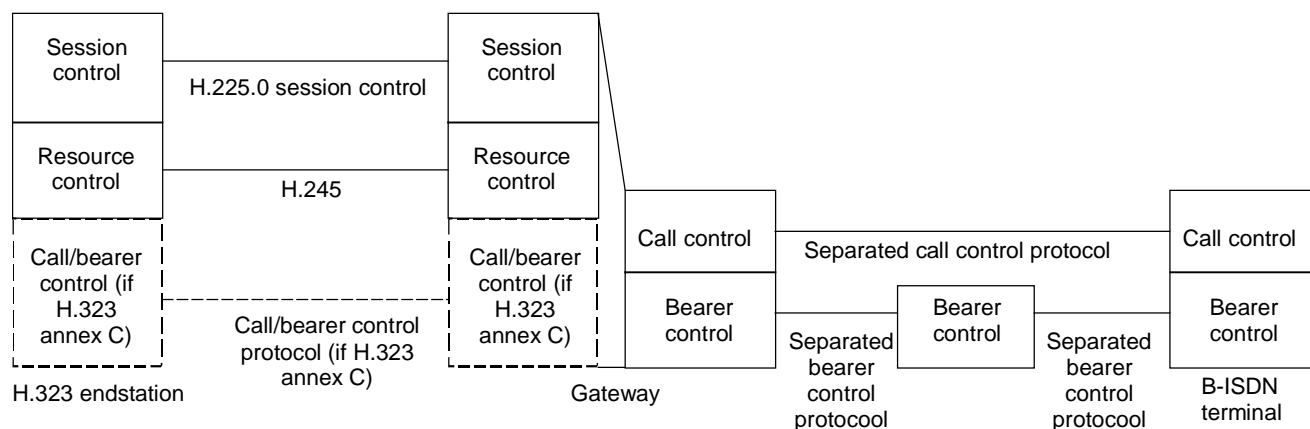 Session
control
H.225.0 session control
Session
control
Resource
control
H.245
Resource
control
Call/bearer
control (if
H.323
annex C)
Call/bearer control
protocol (if H.323
annex C)
Call/bearer
control (if
H.323
annex C)
Call control
Separated call control protocol
Call control
Bearer
control
Separated
bearer
control
protocool
Bearer
control
Separated
bearer
control
protocool
Bearer
control
H.323 endstation
Gateway
B-ISDN
terminal